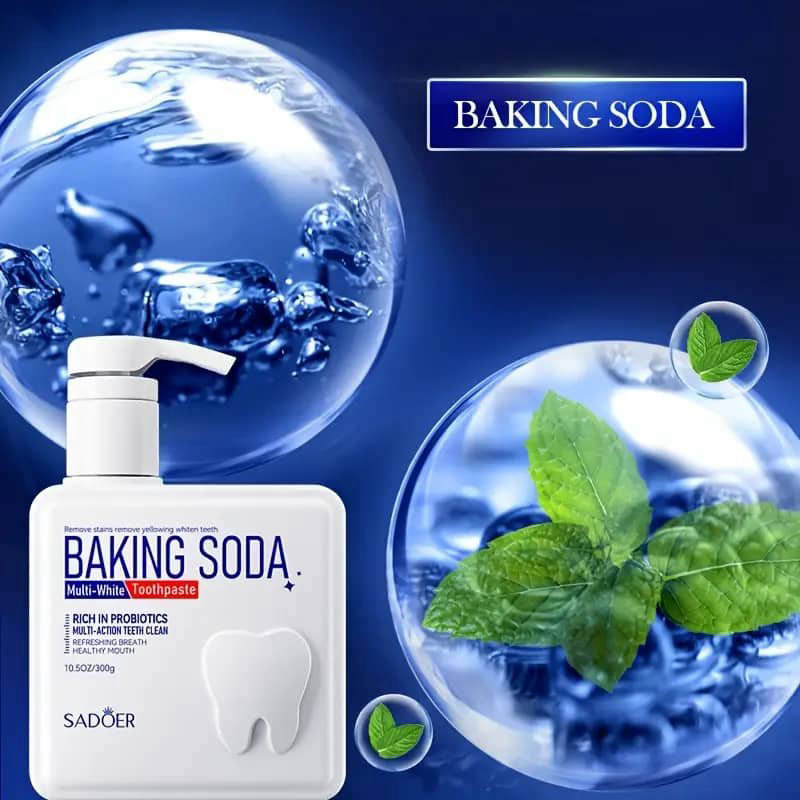 BAKING SODA
Remove stains remove yellowing whiten teeth
BAKING SODA
Multi-White Toothpaste
RICH IN PROBIOTICS
MULTI-ACTION TEETH CLEAN
REFRESHING BREATH
HEALTHY MOUTH
10.5OZ/300g
SADOER